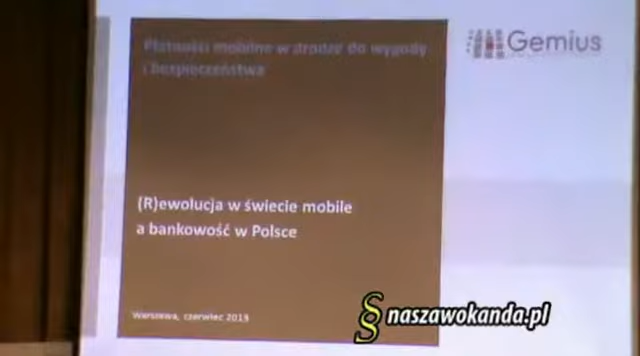 Płatności mobilne w drodze do wygody
i bezpieczeństwa
Gemius
(R)ewolucja w świecie mobile
a bankowość w Polsce
Warszawa, czerwiec 2013
§ naszawokanda.pl